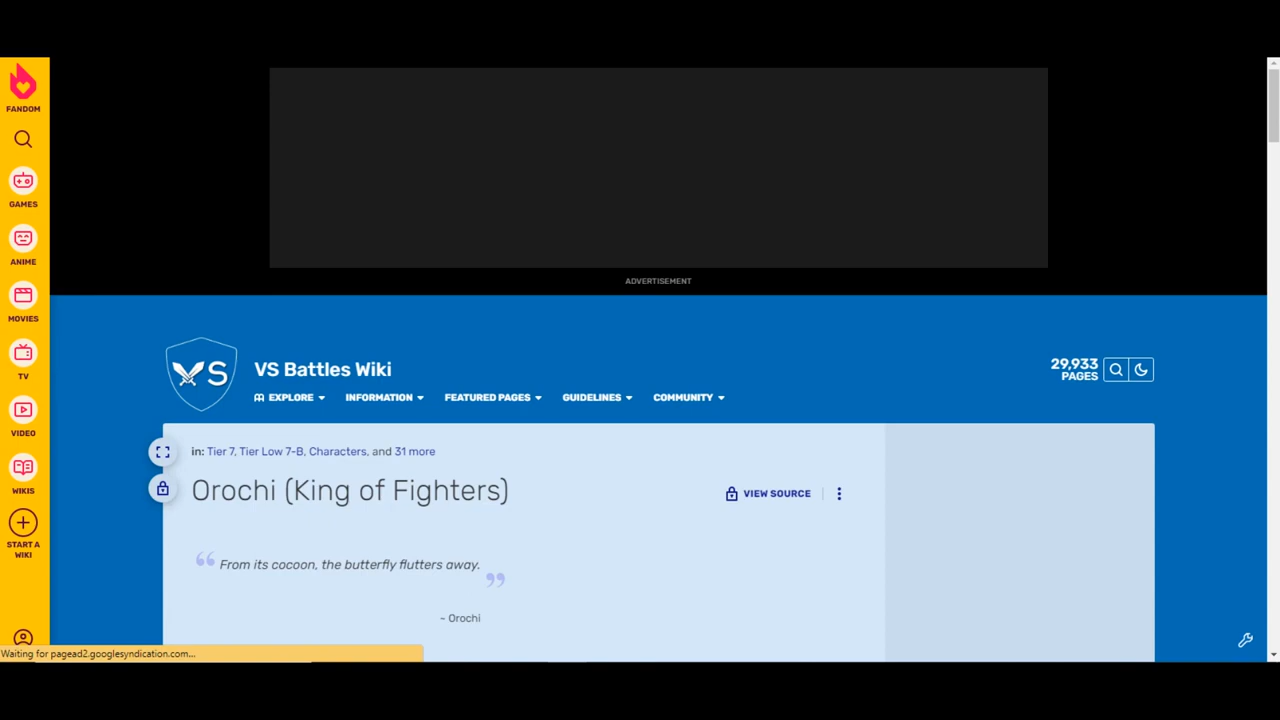 FANDOM
GAMES
ANIME
MOVIES
TV
VIDEO
WIKIS
START A
WIKI
ADVERTISEMENT
VS
VS Battles Wiki
29,933
PAGES
EXPLORE INFORMATION FEATURED PAGES GUIDELINES COMMUNITY
in: Tier 7, Tier Low 7-B, Characters, and 31 more
Orochi (King of Fighters)
VIEW SOURCE
“ From its cocoon, the butterfly flutters away. ”
~ Orochi
Waiting for pagead2.googlesyndication.com...